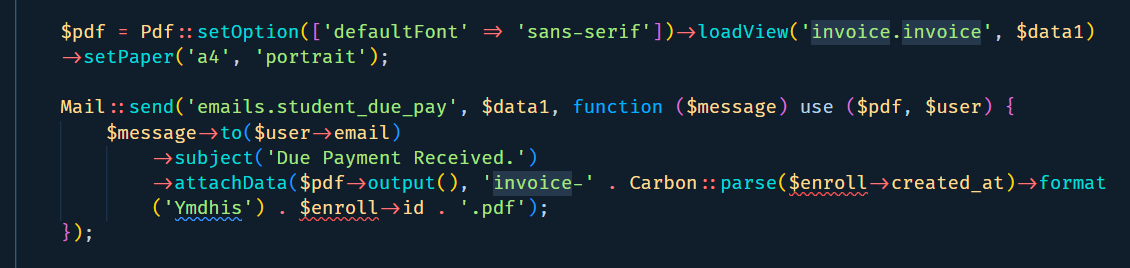 $pdf = Pdf::setOption(['defaultFont' => 'sans-serif'])->loadView('invoice.invoice', $data1)
->setPaper('a4', 'portrait');
Mail::send('emails.student_due_pay', $data1, function ($message) use ($pdf, $user) {
$message->to($user->email)
->subject('Due Payment Received.')
->attachData($pdf->output(), 'invoice-' . Carbon::parse($enroll->created_at)->format
('Ymdhis') . $enroll->id . '.pdf');
});